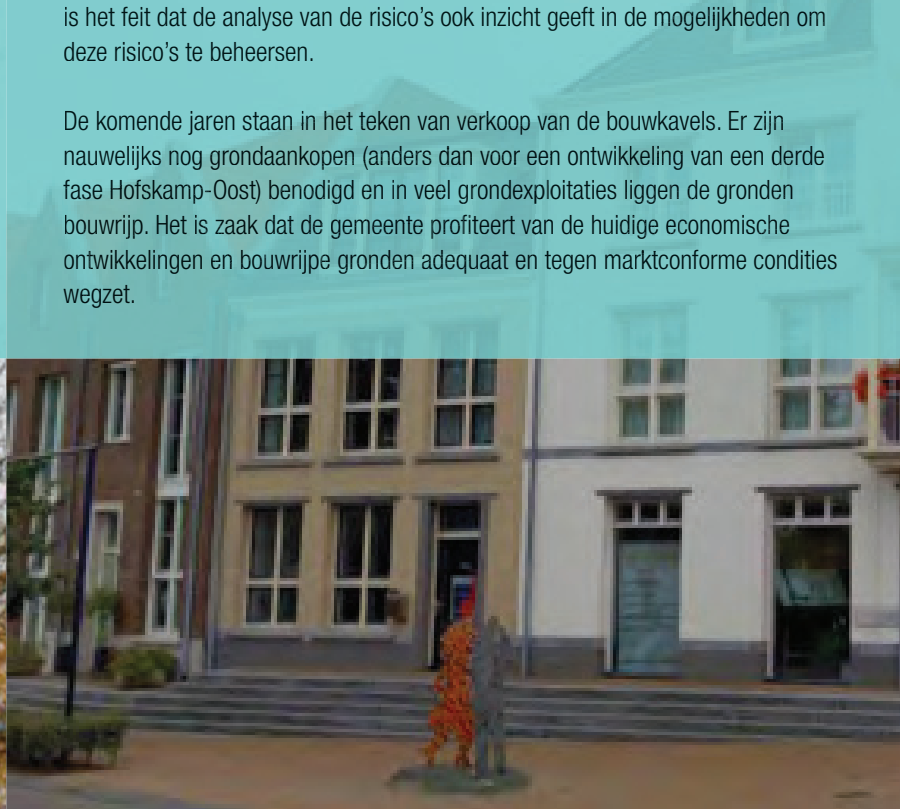 is het feit dat de analyse van de risico’s ook inzicht geeft in de mogelijkheden om
deze risico’s te beheersen.
De komende jaren staan in het teken van verkoop van de bouwkavels. Er zijn
nauwelijks nog grondaankopen (anders dan voor een ontwikkeling van een derde
fase Hofskamp-Oost) benodigd en in veel grondexploitaties liggen de gronden
bouwrijp. Het is zaak dat de gemeente profiteert van de huidige economische
ontwikkelingen en bouwrijpe gronden adequaat en tegen marktconforme condities
wegzet.